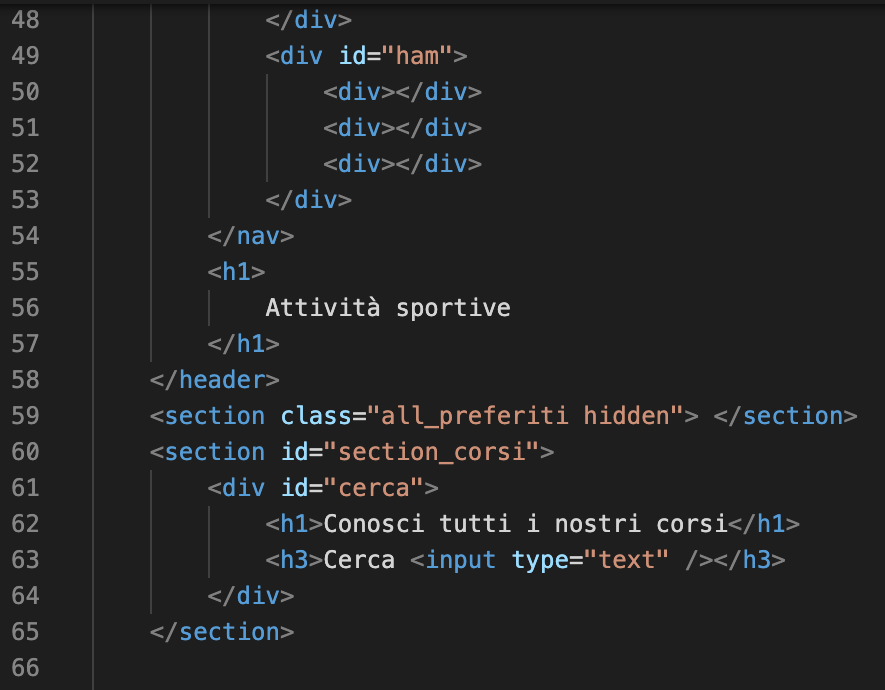 48 </div>
49 <div id="ham">
50 <div></div>
51 <div></div>
52 <div></div>
53 </div>
54 </nav>
55 <h1>
56 Attività sportive
57 </h1>
58 </header>
59 <section class="all_preferiti hidden"> </section>
60 <section id="section_corsi">
61 <div id="cerca">
62 <h1>Conosci tutti i nostri corsi</h1>
63 <h3>Cerca <input type="text" /></h3>
64 </div>
65 </section>
66